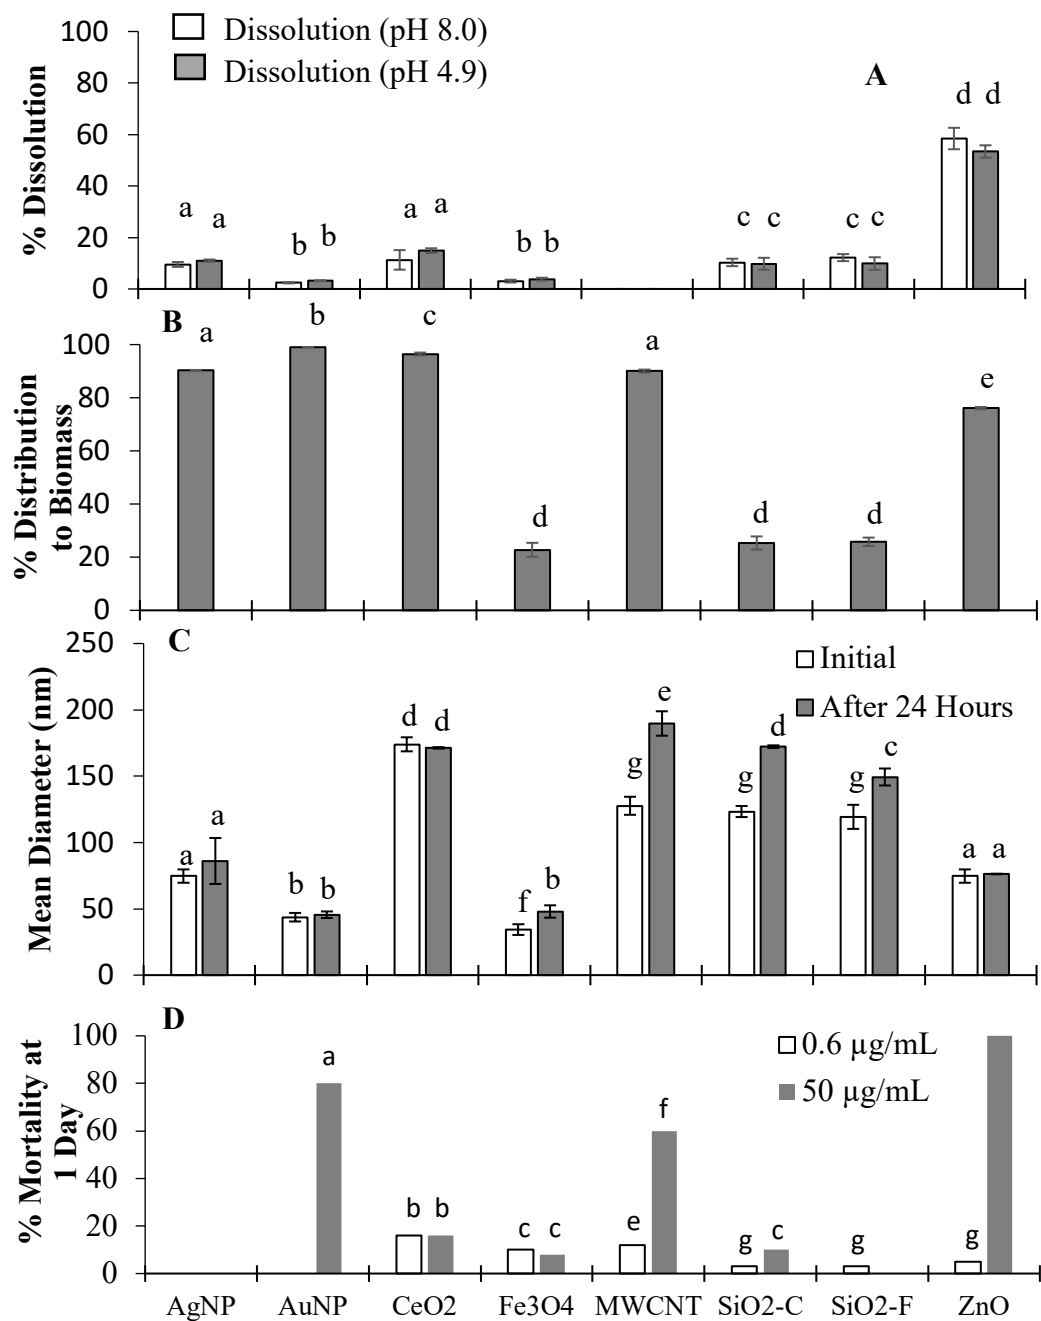 100
80
60
40
20
0
% Dissolution
Dissolution (pH 8.0)
Dissolution (pH 4.9)
A
a a b b a a b b c c c c d d
B
100
80
60
40
20
0
% Distribution
to Biomass
a b c d a d d e
C
250
200
150
100
50
0
Mean Diameter (nm)
Initial
After 24 Hours
a a b b d d f b g e g d g c a a
D
100
80
60
40
20
0
% Mortality at
1 Day
0.6 µg/mL
50 µg/mL
a b b c c e f g c g g
AgNP AuNP CeO2 Fe3O4 MWCNT SiO2-C SiO2-F ZnO